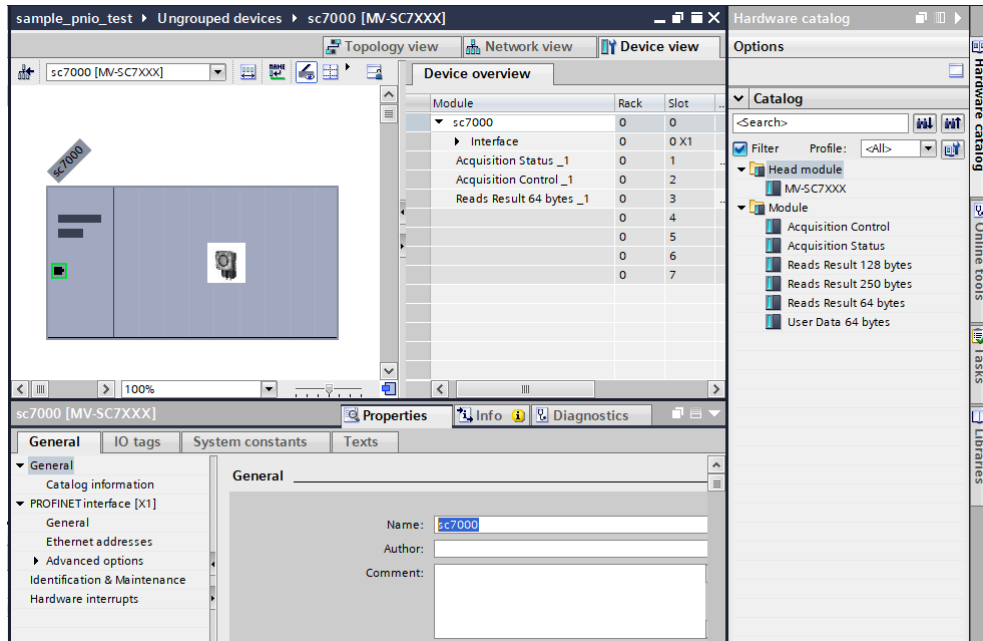 sample_pnio_test ▸ Ungrouped devices ▸ sc7000 [MV-SC7XXX]
Topology view Network view Device view
sc7000 [MV-SC7XXX]
sc7000
100%
Device overview
Module Rack Slot ...
sc7000 0 0
Interface 0 0 X1
Acquisition Status _1 0 1
Acquisition Control _1 0 2
Reads Result 64 bytes _1 0 3
0 4
0 5
0 6
0 7
sc7000 [MV-SC7XXX]
Properties Info Diagnostics
General IO tags System constants Texts
General
Catalog information
PROFINET interface [X1]
General
Ethernet addresses
Advanced options
Identification & Maintenance
Hardware interrupts
General
Name: sc7000
Author:
Comment:
Hardware catalog
Options
Catalog
<Search>
Filter Profile: <All>
Head module
MV-SC7XXX
Module
Acquisition Control
Acquisition Status
Reads Result 128 bytes
Reads Result 250 bytes
Reads Result 64 bytes
User Data 64 bytes
Hardware catalog
Online tools
Tasks
Libraries